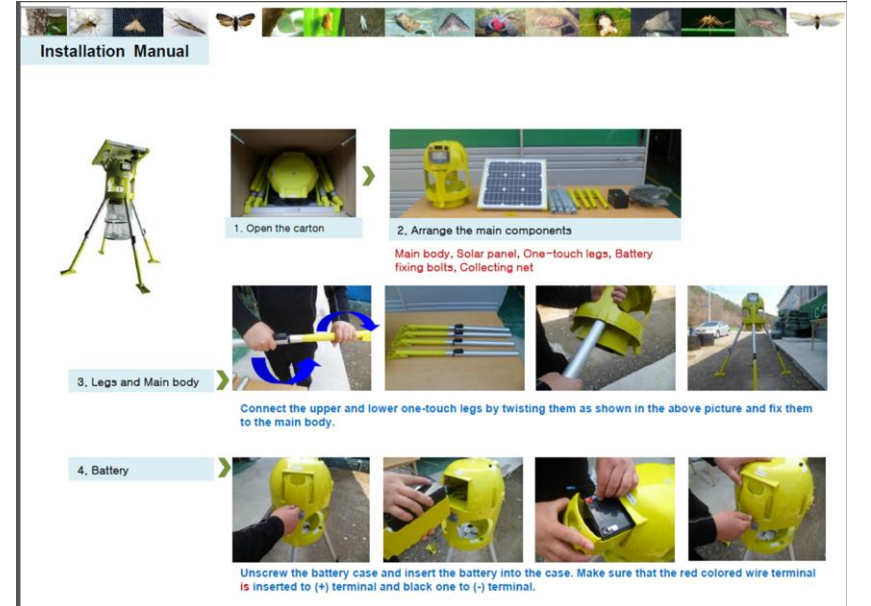 Installation Manual
1. Open the carton
2. Arrange the main components
Main body, Solar panel, One-touch legs, Battery
fixing bolts, Collecting net
3. Legs and Main body
Connect the upper and lower one-touch legs by twisting them as shown in the above picture and fix them
to the main body.
4. Battery
Unscrew the battery case and insert the battery into the case. Make sure that the red colored wire terminal
is inserted to (+) terminal and black one to (-) terminal.